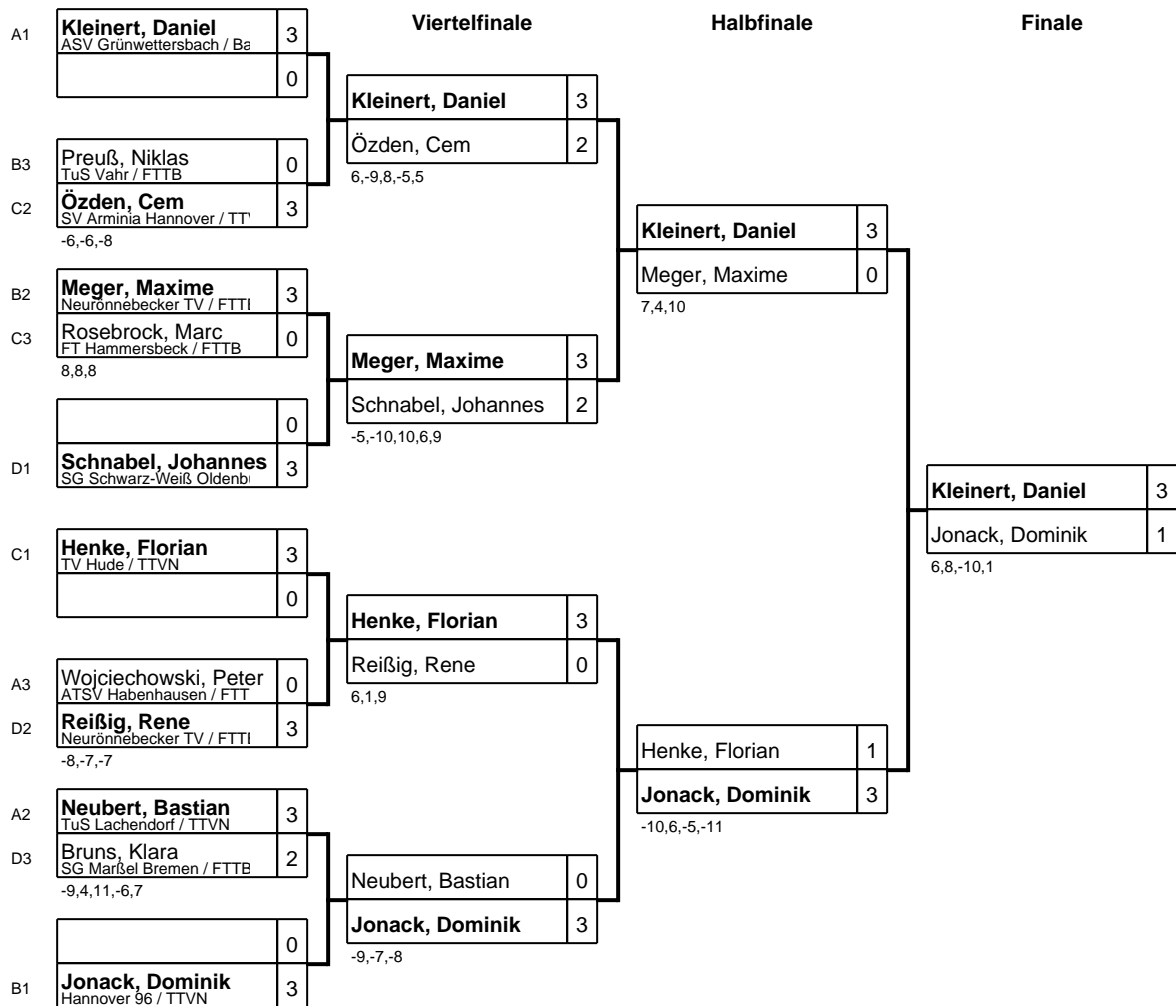 Viertelfinale
Halbfinale
Finale
A1
Kleinert, Daniel
3
ASV Grünwettersbach / Ba
0
B3
Preuß, Niklas
0
TuS Vahr / FTTB
C2
Özden, Cem
3
SV Arminia Hannover / TT
-6,-6,-8
B2
Meger, Maxime
3
Neurönnebecker TV / FTT
C3
Rosebrock, Marc
0
FT Hammersbeck / FTTB
8,8,8
0
D1
Schnabel, Johannes
3
SG Schwarz-Weiß Oldenb
C1
Henke, Florian
3
TV Hude / TTVN
0
A3
Wojciechowski, Peter
0
ATSV Habenhausen / FTT
D2
Reißig, Rene
3
Neurönnebecker TV / FTT
-8,-7,-7
A2
Neubert, Bastian
3
TuS Lachendorf / TTVN
D3
Bruns, Klara
2
SG Marßel Bremen / FTTB
-9,4,11,-6,7
0
B1
Jonack, Dominik
3
Hannover 96 / TTVN
Kleinert, Daniel
3
Özden, Cem
2
6,-9,8,-5,5
Meger, Maxime
3
Schnabel, Johannes
2
-5,-10,10,6,9
Henke, Florian
3
Reißig, Rene
0
6,1,9
Neubert, Bastian
0
Jonack, Dominik
3
-9,-7,-8
Kleinert, Daniel
3
Meger, Maxime
0
7,4,10
Henke, Florian
1
Jonack, Dominik
3
-10,6,-5,-11
Kleinert, Daniel
3
Jonack, Dominik
1
6,8,-10,1